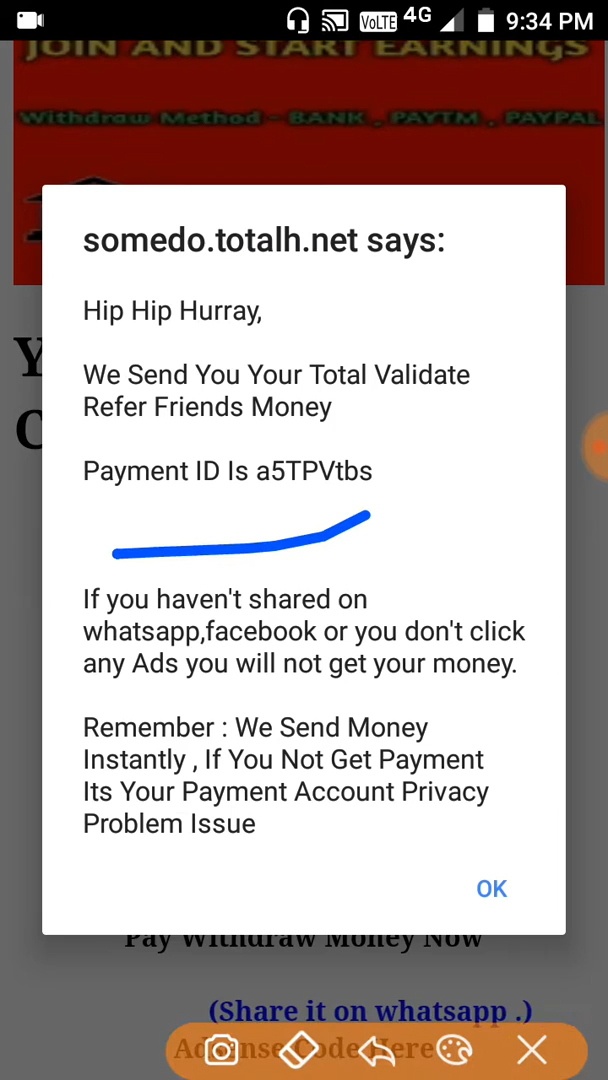 4G
VoLTE
9:34 PM
JOIN AND START EARNINGS
Withdraw Method - BANK , PAYTM , PAYPAL
somedo.totalh.net says:
Hip Hip Hurray,
We Send You Your Total Validate
Refer Friends Money
Payment ID Is a5TPVtbs
If you haven't shared on
whatsapp,facebook or you don't click
any Ads you will not get your money.
Remember : We Send Money
Instantly , If You Not Get Payment
Its Your Payment Account Privacy
Problem Issue
OK
Pay Withdraw Money Now
(Share it on whatsapp .)
Adsense Code Here